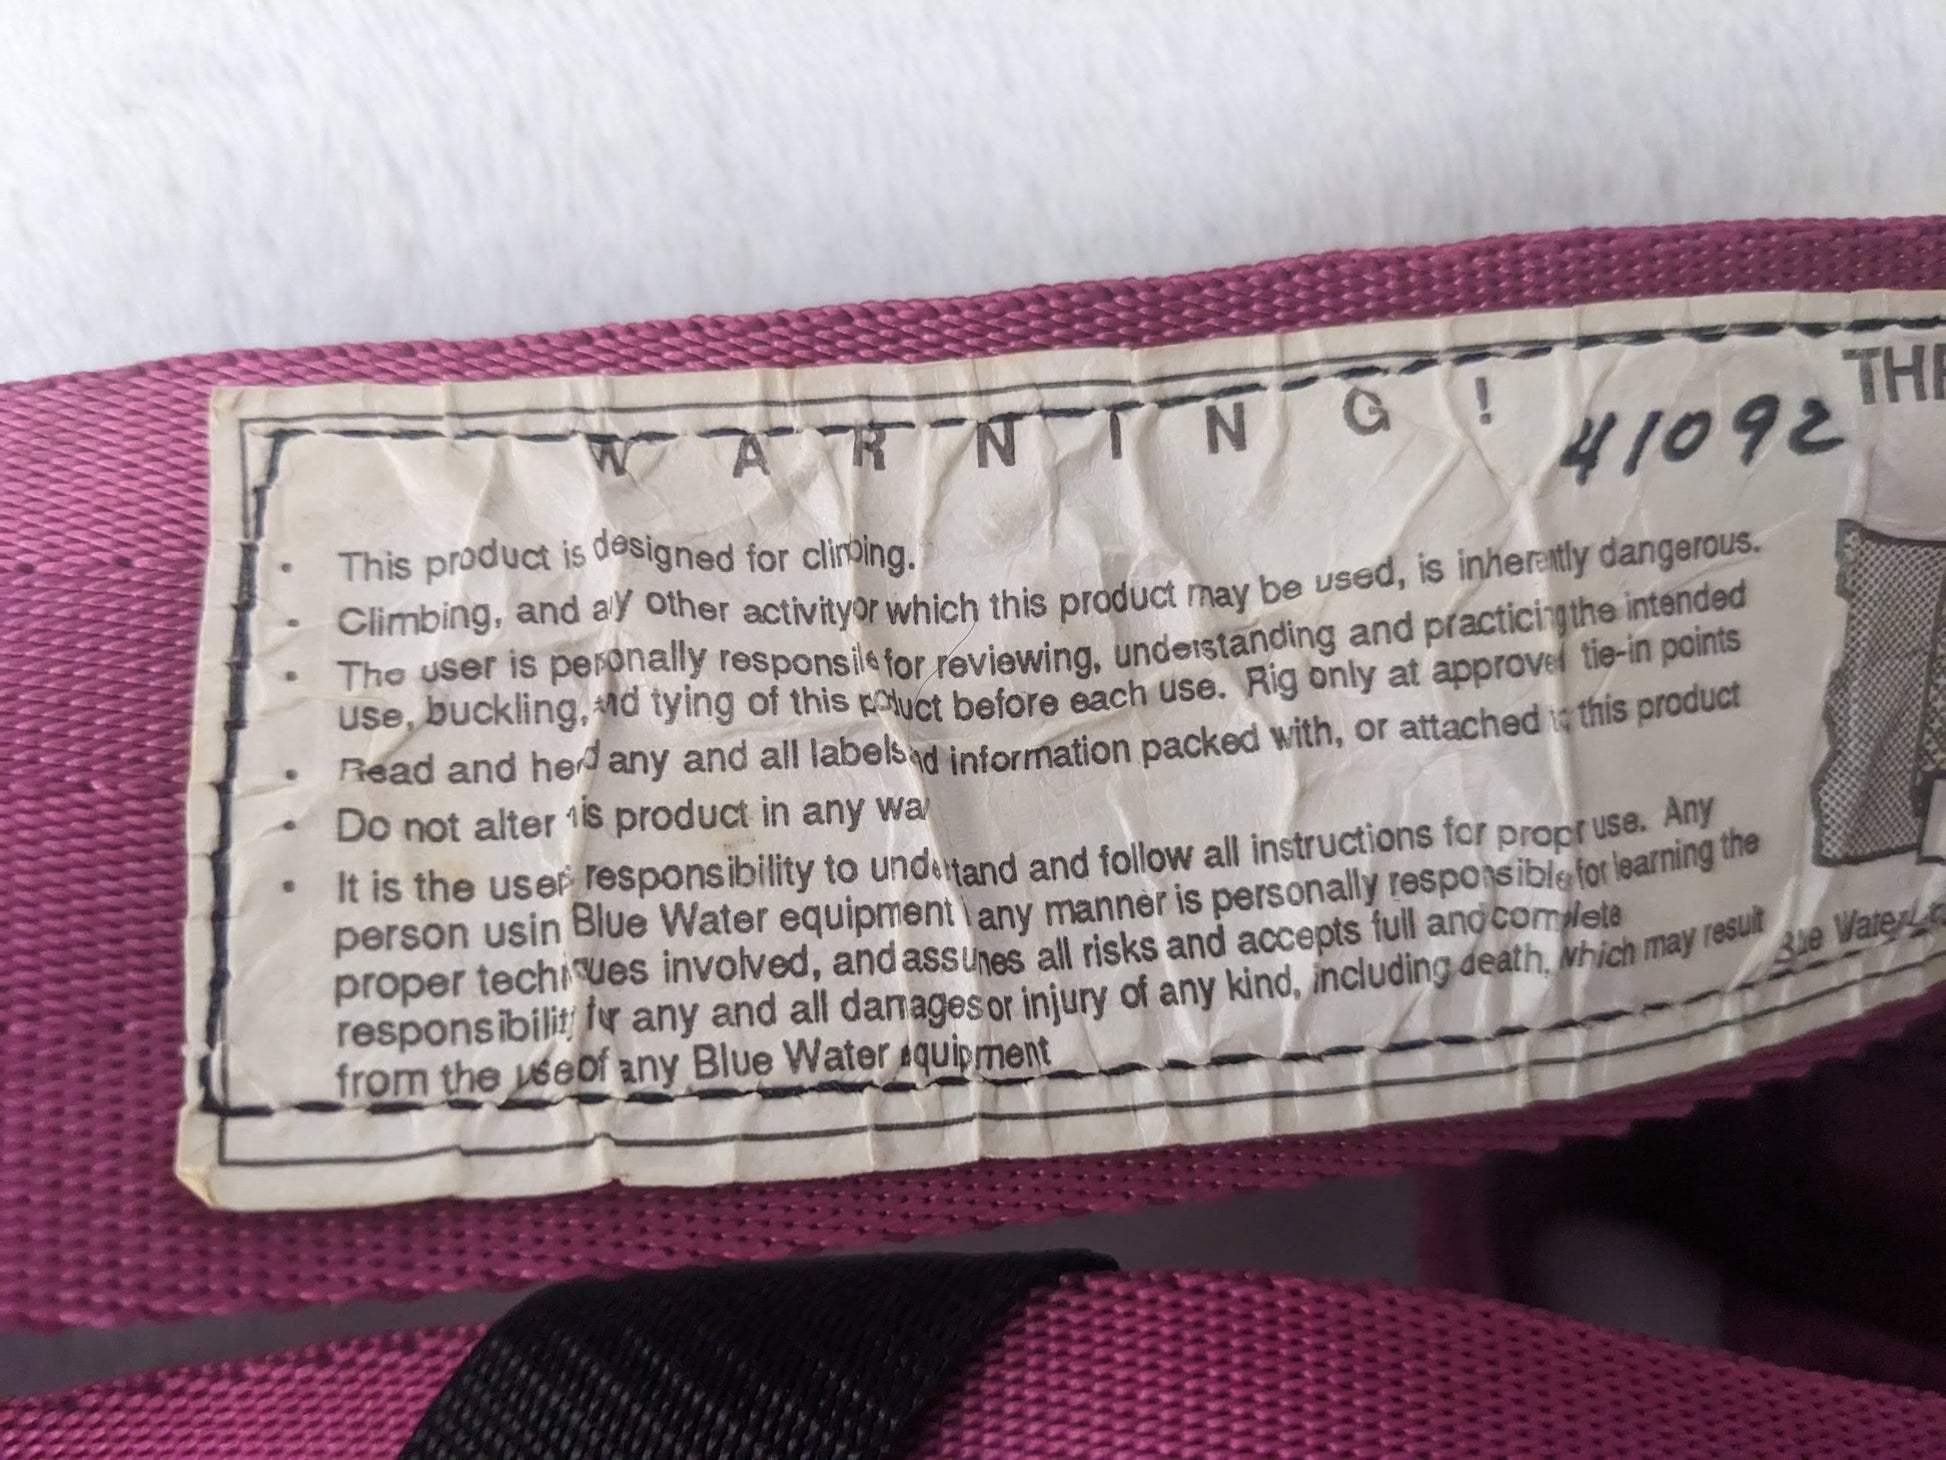 W A R N I N G !
41092
• This product is designed for climbing.
• Climbing, and any other activity for which this product may be used, is inherently dangerous.
• The user is personally responsible for reviewing, understanding and practicing the intended
use, buckling, and tying of this product before each use. Rig only at approved tie-in points
• Read and heed any and all labels and information packed with, or attached to this product
• Do not alter this product in any way
• It is the users responsibility to understand and follow all instructions for proper use. Any
person using Blue Water equipment in any manner is personally responsible for learning the
proper techniques involved, and assumes all risks and accepts full and complete
responsibility for any and all damages or injury of any kind, including death, which may result
from the use of any Blue Water equipment
Blue Water